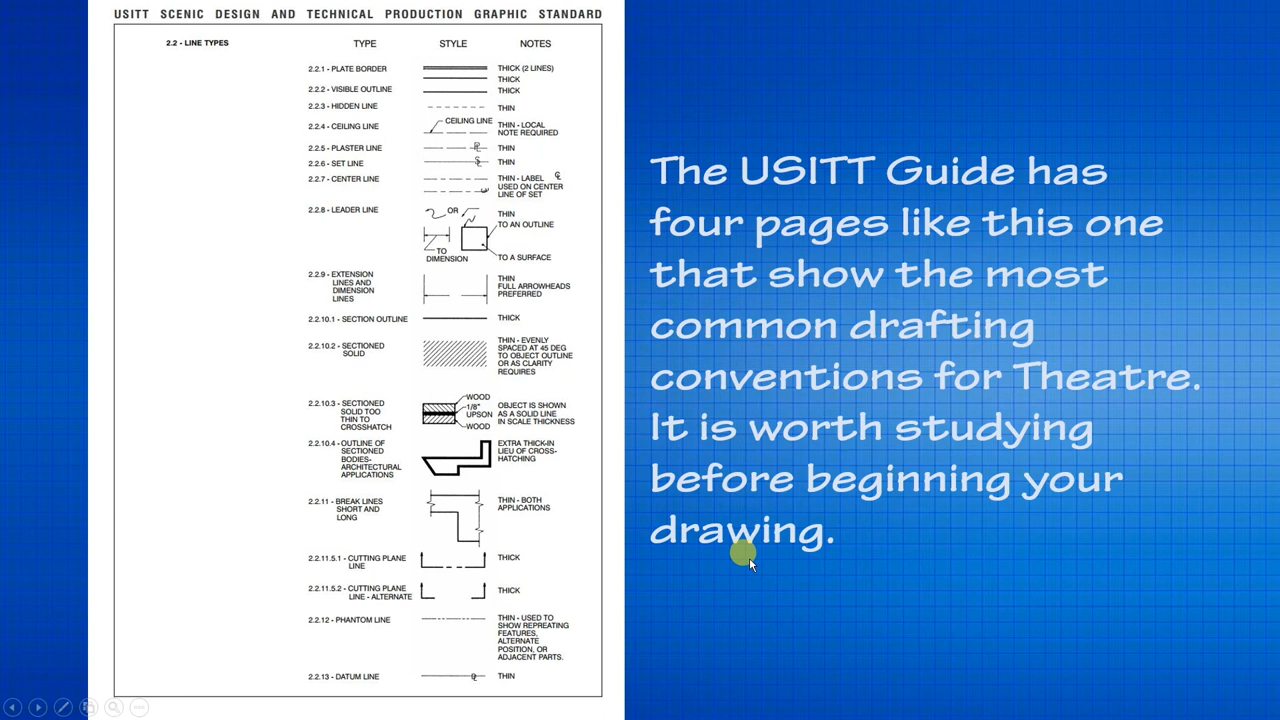 USITT SCENIC DESIGN AND TECHNICAL PRODUCTION GRAPHIC STANDARD
2.2 - LINE TYPES
TYPE
STYLE
NOTES
2.2.1 - PLATE BORDER
THICK (2 LINES)
THICK
2.2.2 - VISIBLE OUTLINE
THICK
2.2.3 - HIDDEN LINE
THIN
2.2.4 - CEILING LINE
CEILING LINE
THIN - LOCAL
NOTE REQUIRED
2.2.5 - PLASTER LINE
THIN
2.2.6 - SET LINE
THIN
2.2.7 - CENTER LINE
THIN - LABEL
USED ON CENTER
LINE OF SET
2.2.8 - LEADER LINE
OR
THIN
TO AN OUTLINE
TO
DIMENSION
TO A SURFACE
2.2.9 - EXTENSION
LINES AND
DIMENSION
LINES
THIN
FULL ARROWHEADS
PREFERRED
2.2.10.1 - SECTION OUTLINE
THICK
2.2.10.2 - SECTIONED
SOLID
THIN - EVENLY
SPACED AT 45 DEG
TO OBJECT OUTLINE
OR AS CLARITY
REQUIRES
2.2.10.3 - SECTIONED
SOLID TOO
THIN TO
CROSSHATCH
WOOD
1/8"
UPSON
WOOD
OBJECT IS SHOWN
AS A SOLID LINE
IN SCALE THICKNESS
2.2.10.4 - OUTLINE OF
SECTIONED
BODIES-
ARCHITECTURAL
APPLICATIONS
EXTRA THICK-IN
LIEU OF CROSS-
HATCHING
2.2.11 - BREAK LINES
SHORT AND
LONG
THIN - BOTH
APPLICATIONS
2.2.11.5.1 - CUTTING PLANE
LINE
THICK
2.2.11.5.2 - CUTTING PLANE
LINE - ALTERNATE
THICK
2.2.12 - PHANTOM LINE
THIN - USED TO
SHOW REPREATING
FEATURES,
ALTERNATE
POSITION, OR
ADJACENT PARTS.
2.2.13 - DATUM LINE
THIN
The USITT Guide has
four pages like this one
that show the most
common drafting
conventions for Theatre.
It is worth studying
before beginning your
drawing.